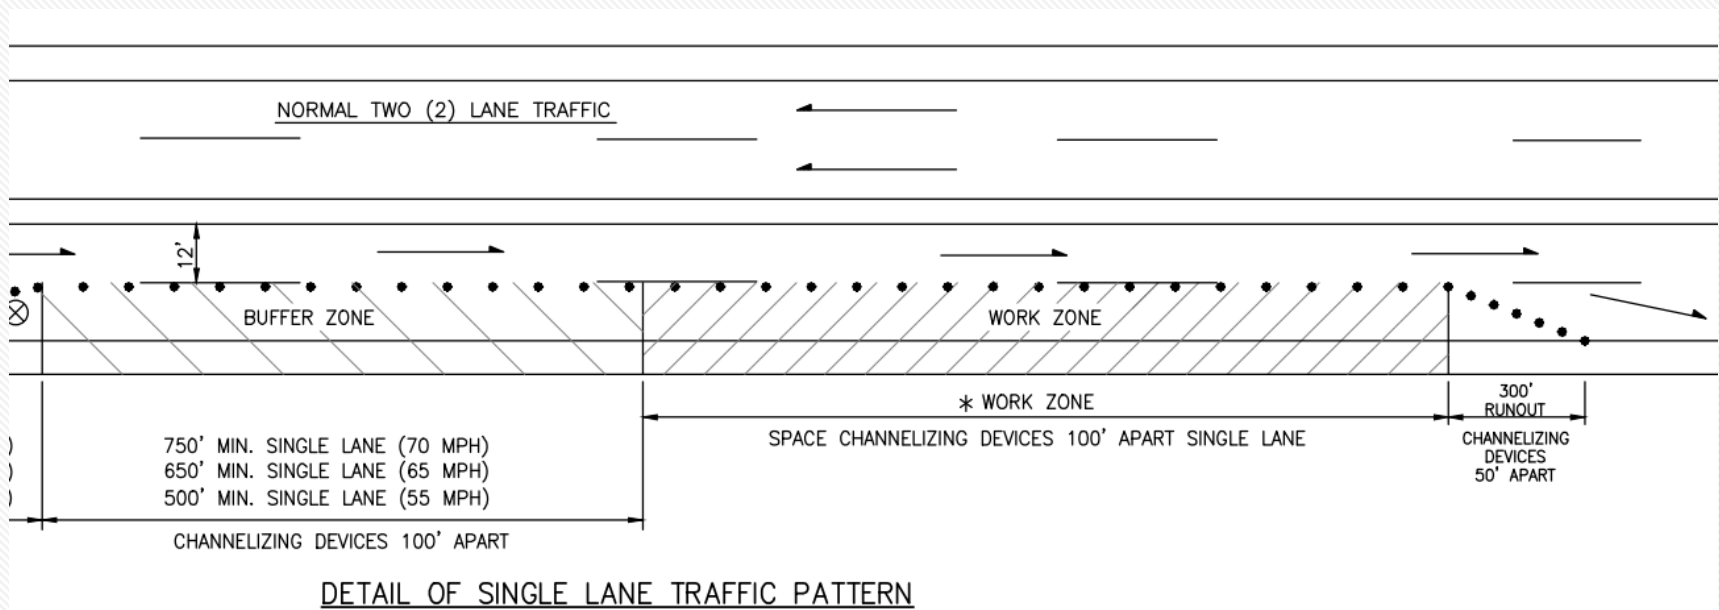 NORMAL TWO (2) LANE TRAFFIC
12'
BUFFER ZONE
WORK ZONE
* WORK ZONE
SPACE CHANNELIZING DEVICES 100' APART SINGLE LANE
300'
RUNOUT
CHANNELIZING
DEVICES
50' APART
)
)
)
750' MIN. SINGLE LANE (70 MPH)
650' MIN. SINGLE LANE (65 MPH)
500' MIN. SINGLE LANE (55 MPH)
CHANNELIZING DEVICES 100' APART
DETAIL OF SINGLE LANE TRAFFIC PATTERN